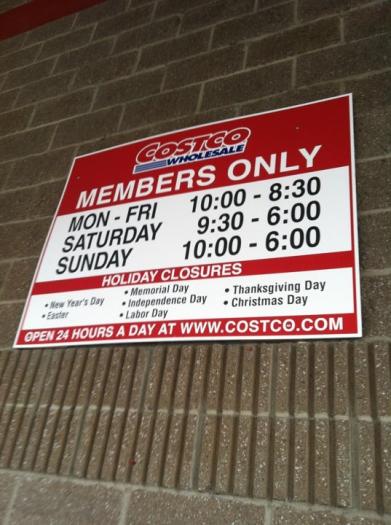 COSTCO
WHOLESALE
MEMBERS ONLY
MON - FRI 10:00 - 8:30
SATURDAY 9:30 - 6:00
SUNDAY 10:00 - 6:00
HOLIDAY CLOSURES
• New Year's Day • Memorial Day • Thanksgiving Day
• Easter • Independence Day • Christmas Day
• Labor Day
OPEN 24 HOURS A DAY AT WWW.COSTCO.COM